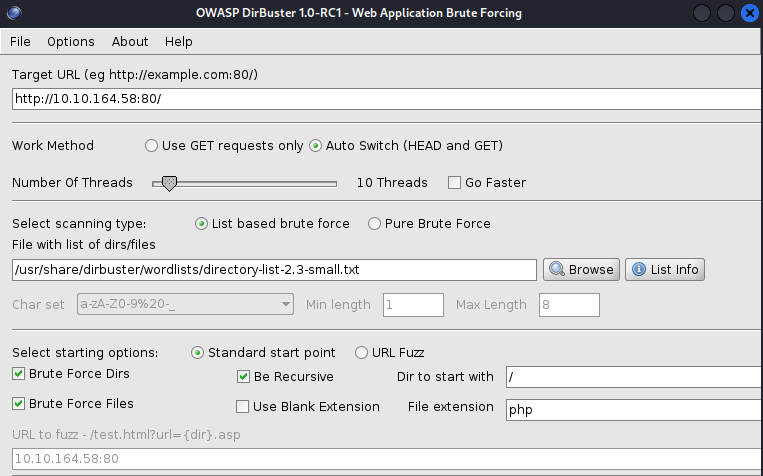 OWASP DirBuster 1.0-RC1 - Web Application Brute Forcing
File Options About Help
Target URL (eg http://example.com:80/)
http://10.10.164.58:80/
Work Method Use GET requests only Auto Switch (HEAD and GET)
Number Of Threads 10 Threads Go Faster
Select scanning type: List based brute force Pure Brute Force
File with list of dirs/files
/usr/share/dirbuster/wordlists/directory-list-2.3-small.txt Browse List Info
Char set a-zA-Z0-9%20-_ Min length 1 Max Length 8
Select starting options: Standard start point URL Fuzz
Brute Force Dirs Be Recursive Dir to start with /
Brute Force Files Use Blank Extension File extension php
URL to fuzz - /test.html?url={dir}.asp
10.10.164.58:80